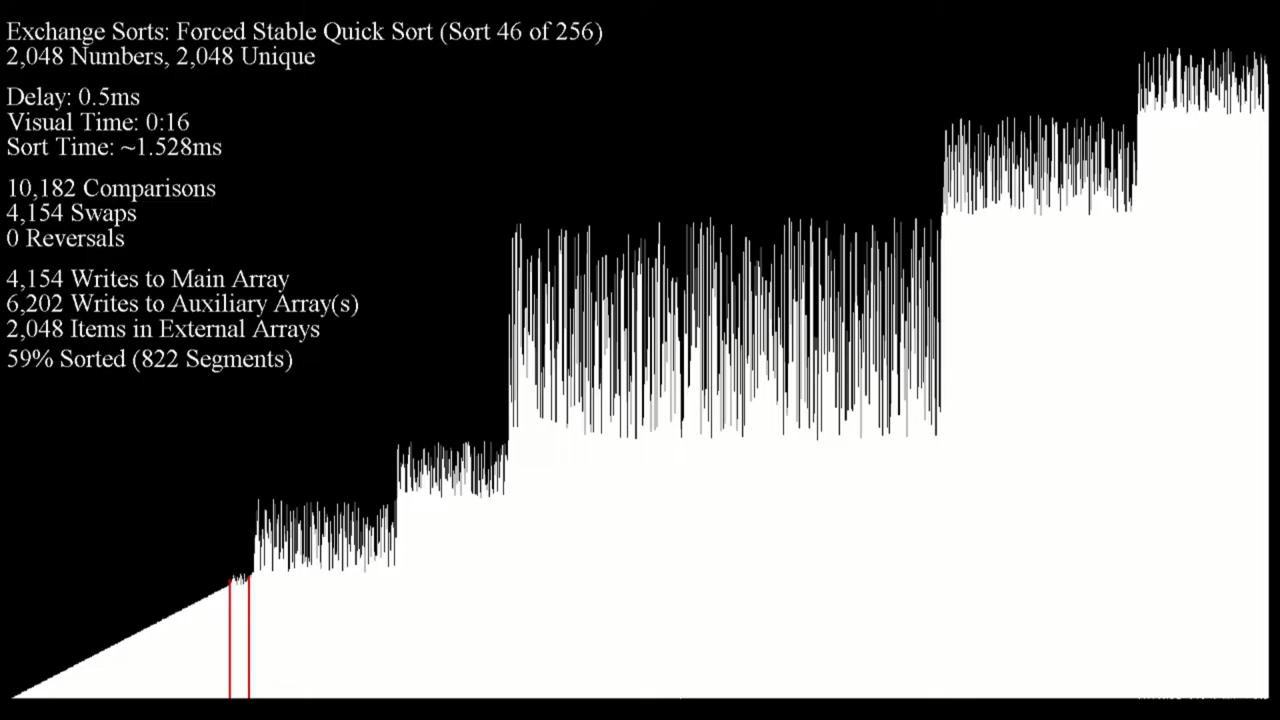 Exchange Sorts: Forced Stable Quick Sort (Sort 46 of 256)
2,048 Numbers, 2,048 Unique
Delay: 0.5ms
Visual Time: 0:16
Sort Time: ~1.528ms
10,182 Comparisons
4,154 Swaps
0 Reversals
4,154 Writes to Main Array
6,202 Writes to Auxiliary Array(s)
2,048 Items in External Arrays
59% Sorted (822 Segments)